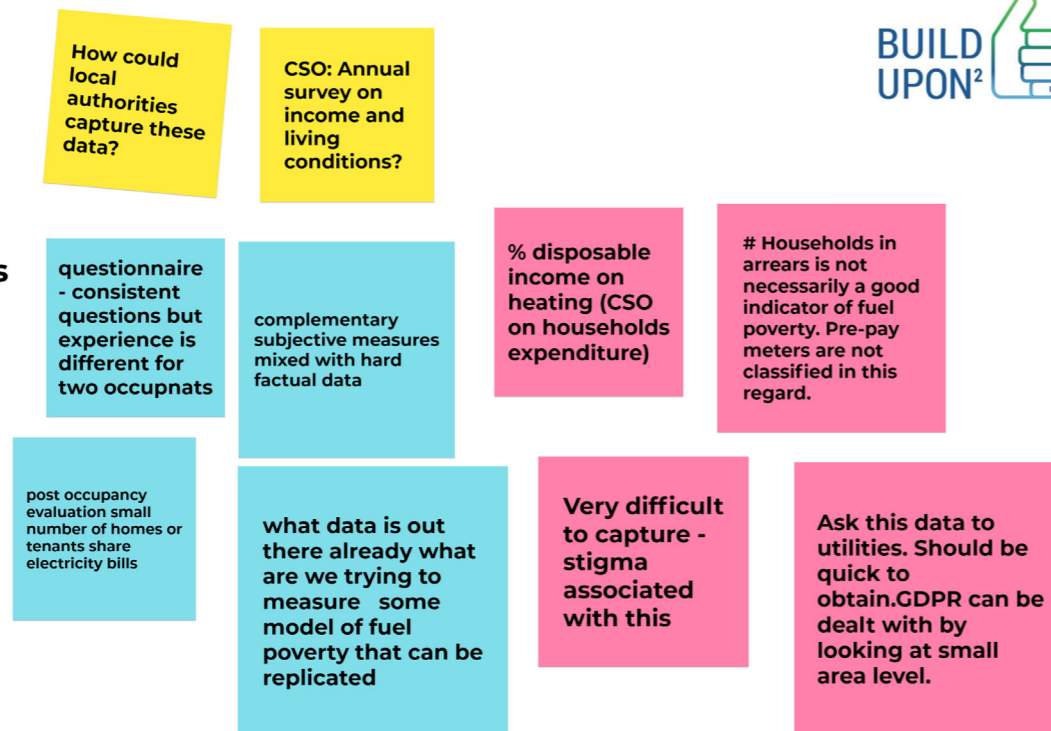 How could
local
authorities
capture these
data?
CSO: Annual
survey on
income and
living
conditions?
BUILD
UPON²
s
questionnaire
- consistent
questions but
experience is
different for
two occupnats
complementary
subjective measures
mixed with hard
factual data
% disposable
income on
heating (CSO
on households
expenditure)
# Households in
arrears is not
necessarily a good
indicator of fuel
poverty. Pre-pay
meters are not
classified in this
regard.
post occupancy
evaluation small
number of homes or
tenants share
electricity bills
what data is out
there already what
are we trying to
measure   some
model of fuel
poverty that can be
replicated
Very difficult
to capture -
stigma
associated
with this
Ask this data to
utilities. Should be
quick to
obtain.GDPR can be
dealt with by
looking at small
area level.